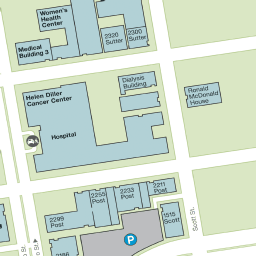 Women's
Health
Center
Medical
Building 3
2320
Sutter
2300
Sutter
Dialysis
Building
Helen Diller
Cancer Center
Ronald
McDonald
House
Hospital
2299
Post
2255
Post
2233
Post
2211
Post
1515
Scott
Scott St.
P